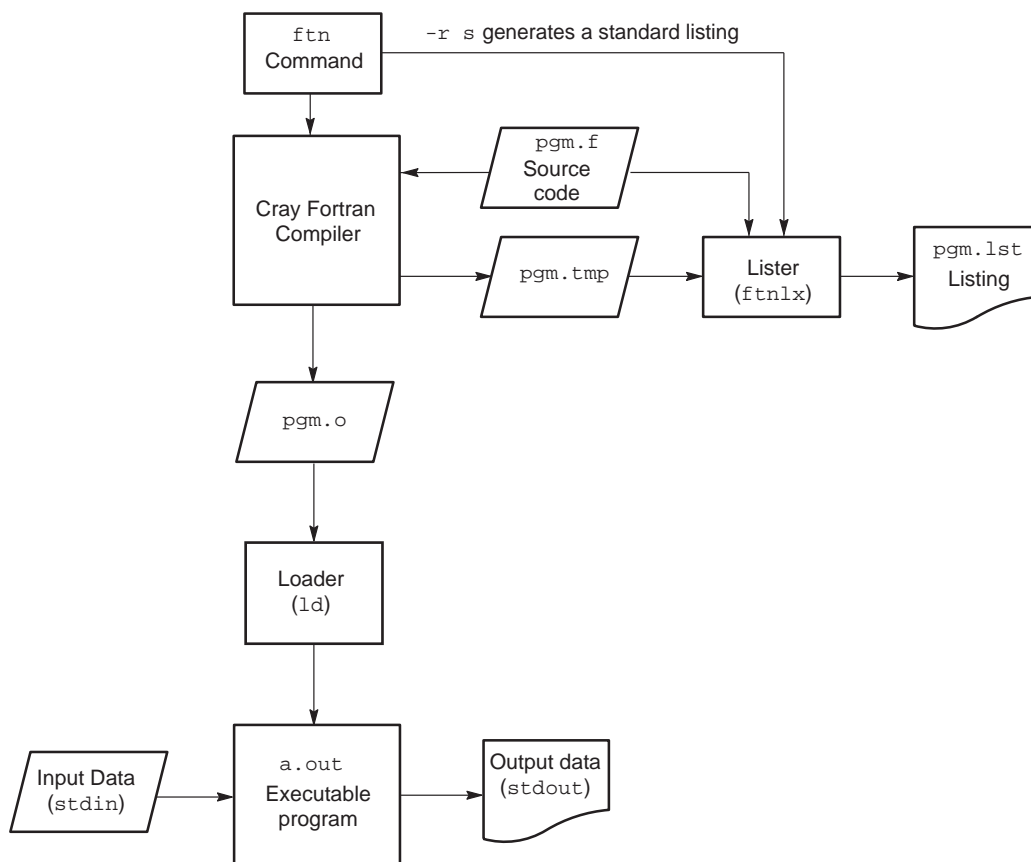 ftn
Command
-r s generates a standard listing
pgm.f
Source
code
Cray Fortran
Compiler
pgm.tmp
Lister
(ftnlx)
pgm.lst
Listing
pgm.o
Loader
(ld)
Input Data
(stdin)
a.out
Executable
program
Output data
(stdout)